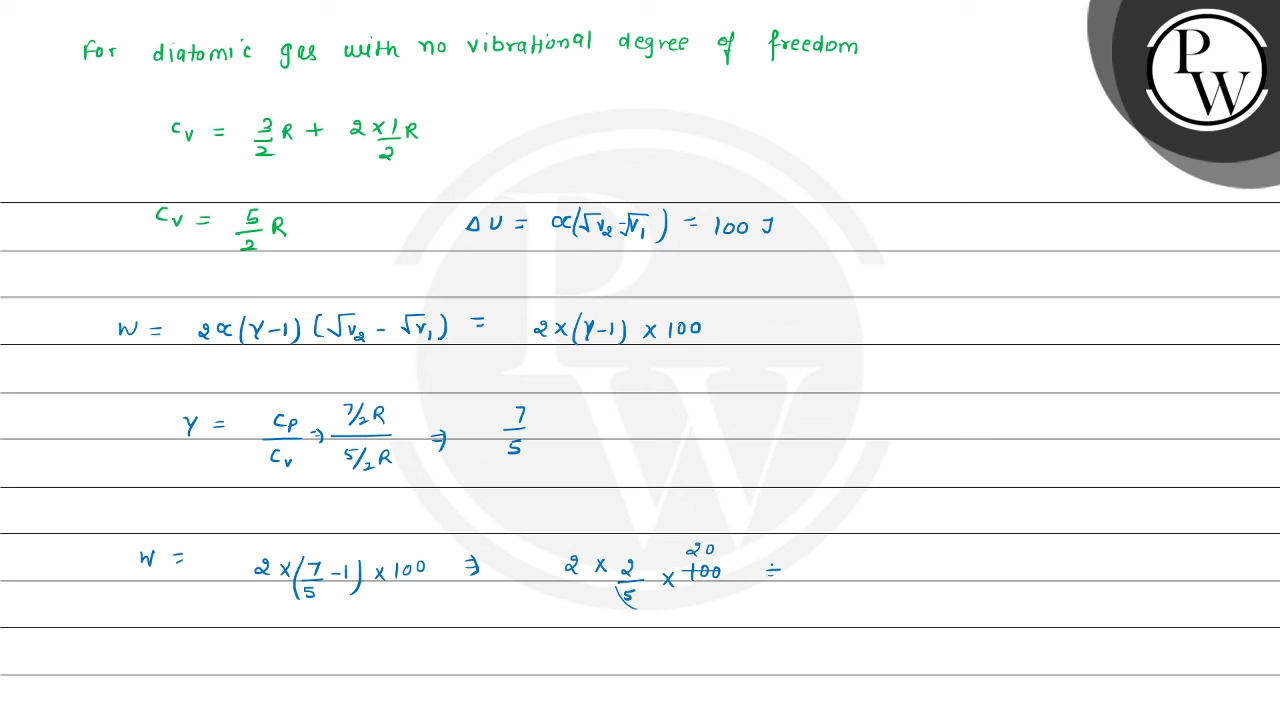 For diatomic gas with no vibrational degree of freedom
PW
Cv = 3/2 R + 2×1/2 R
Cv = 5/2 R
ΔU = α(√V2 - √V1) = 100 J
W = 2α(γ-1) (√V2 - √V1) = 2×(γ-1) × 100
γ = Cp/Cv ⇒ 7/2 R / 5/2 R ⇒ 7/5
W = 2×(7/5 -1) × 100 ⇒ 2 × 2/5 × 100 20 =